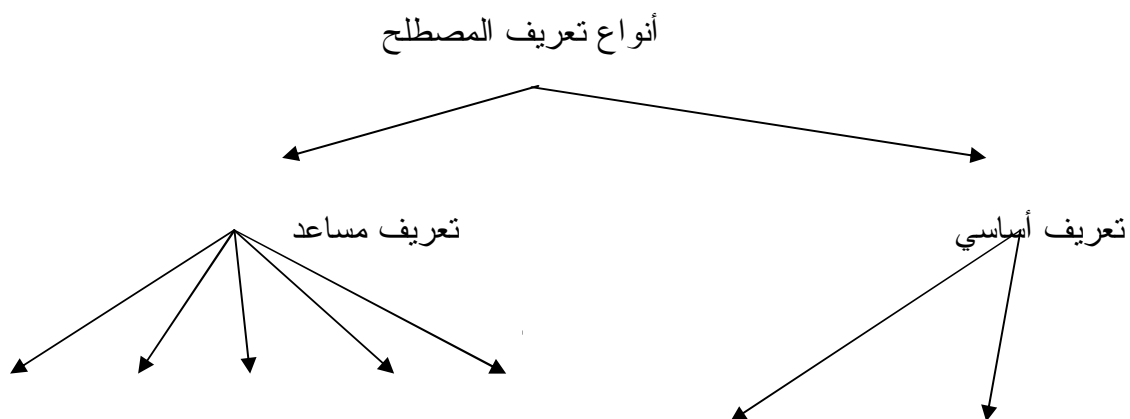 أنواع تعريف المصطلح
تعريف أساسي
تعريف مساعد